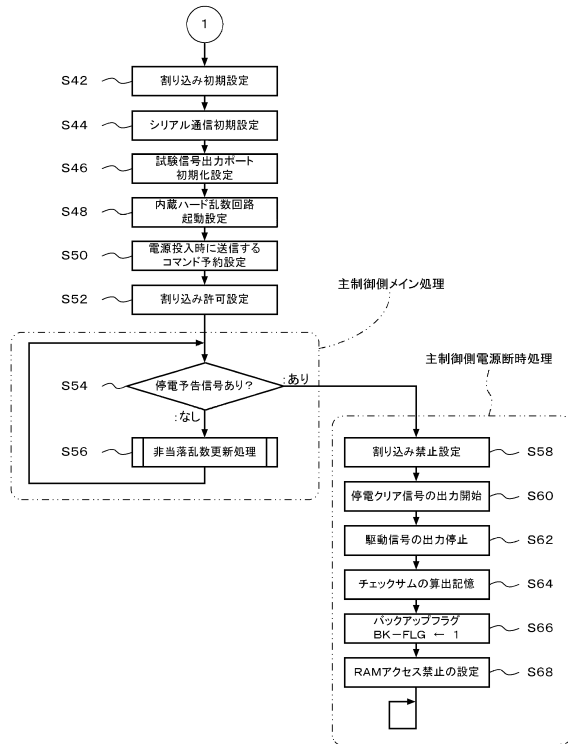 1
S42
割り込み初期設定
S44
シリアル通信初期設定
S46
試験信号出力ポート
初期化設定
S48
内蔵ハード乱数回路
起動設定
S50
電源投入時に送信する
コマンド予約設定
S52
割り込み許可設定
主制御側メイン処理
主制御側電源断時処理
S54
停電予告信号あり？
：あり
：なし
S56
非当落乱数更新処理
割り込み禁止設定
S58
停電クリア信号の出力開始
S60
駆動信号の出力停止
S62
チェックサムの算出記憶
S64
バックアップフラグ
BK－FLG ← 1
S66
RAMアクセス禁止の設定
S68